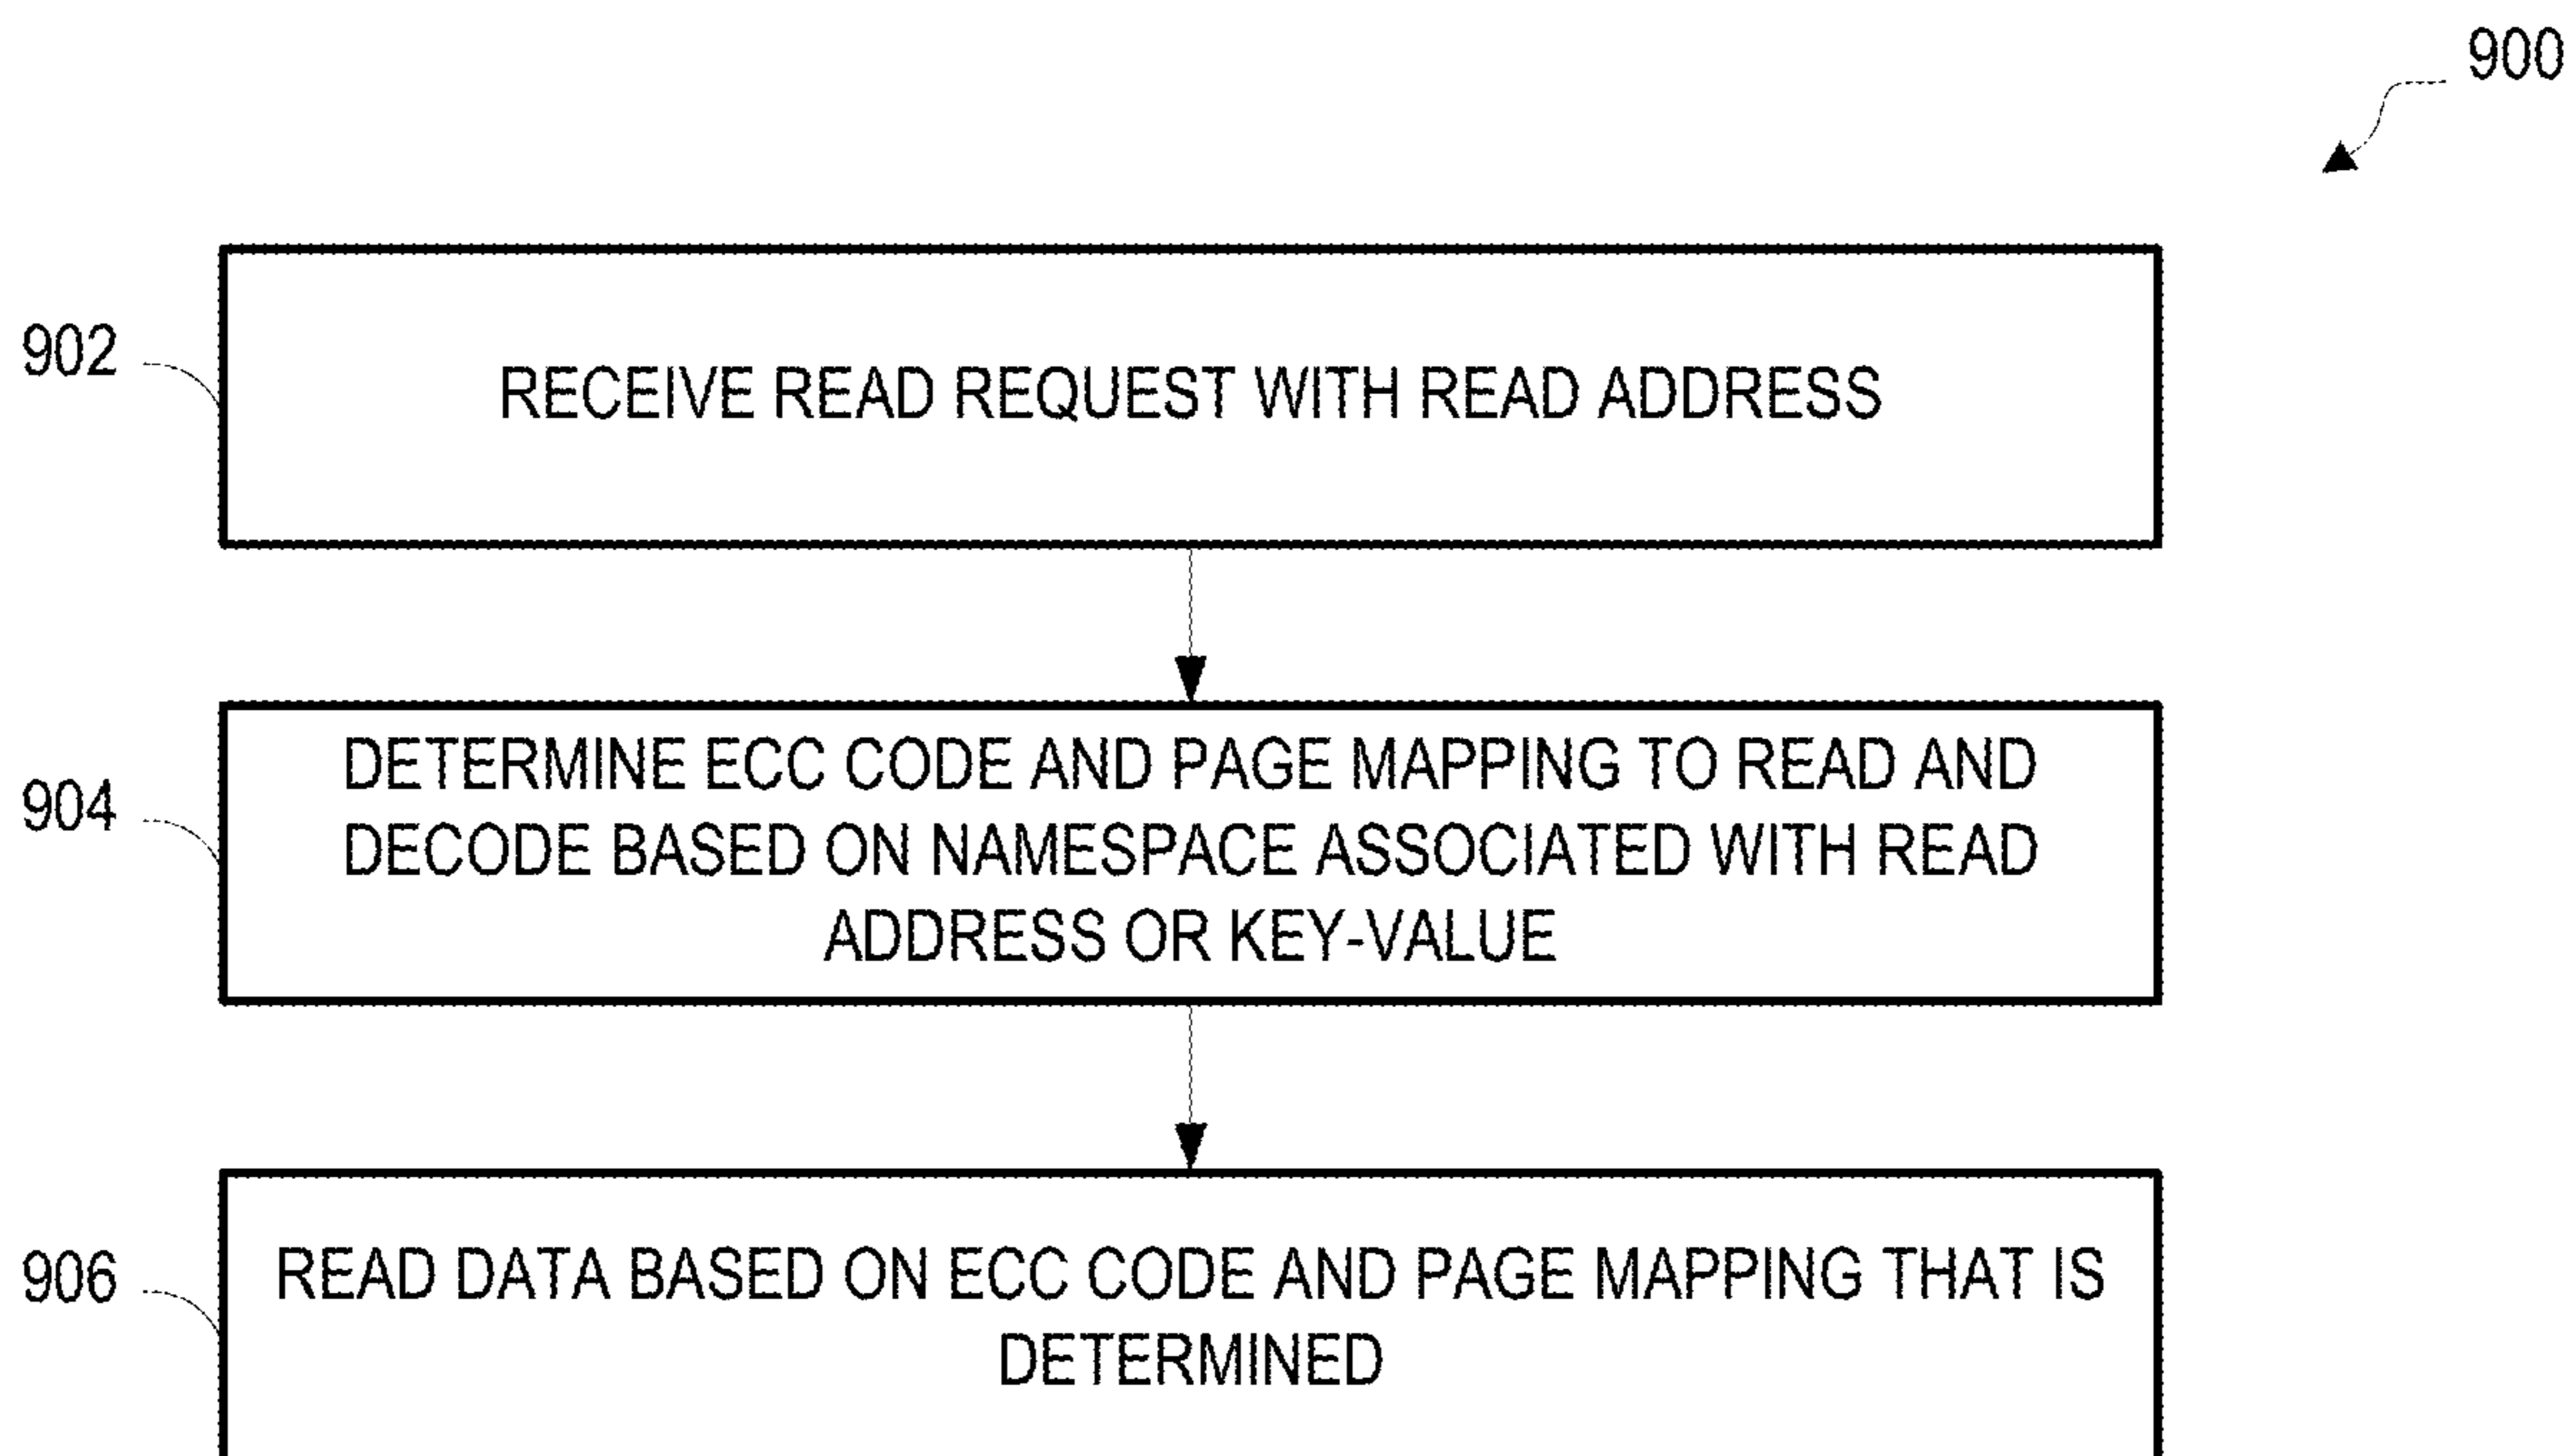 900
902
RECEIVE READ REQUEST WITH READ ADDRESS
904
DETERMINE ECC CODE AND PAGE MAPPING TO READ AND
DECODE BASED ON NAMESPACE ASSOCIATED WITH READ
ADDRESS OR KEY-VALUE
906
READ DATA BASED ON ECC CODE AND PAGE MAPPING THAT IS
DETERMINED